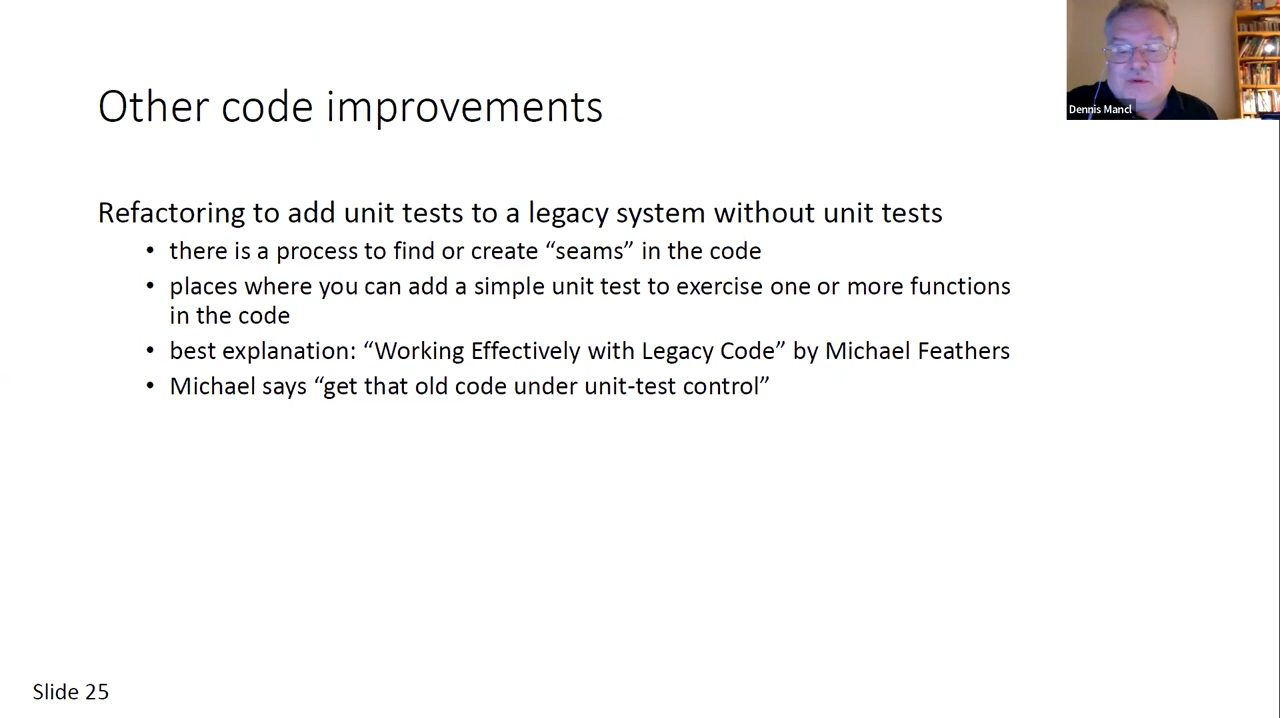 Dennis Mancl
Other code improvements
Refactoring to add unit tests to a legacy system without unit tests
• there is a process to find or create “seams” in the code
• places where you can add a simple unit test to exercise one or more functions
in the code
• best explanation: “Working Effectively with Legacy Code” by Michael Feathers
• Michael says “get that old code under unit-test control”
Slide 25